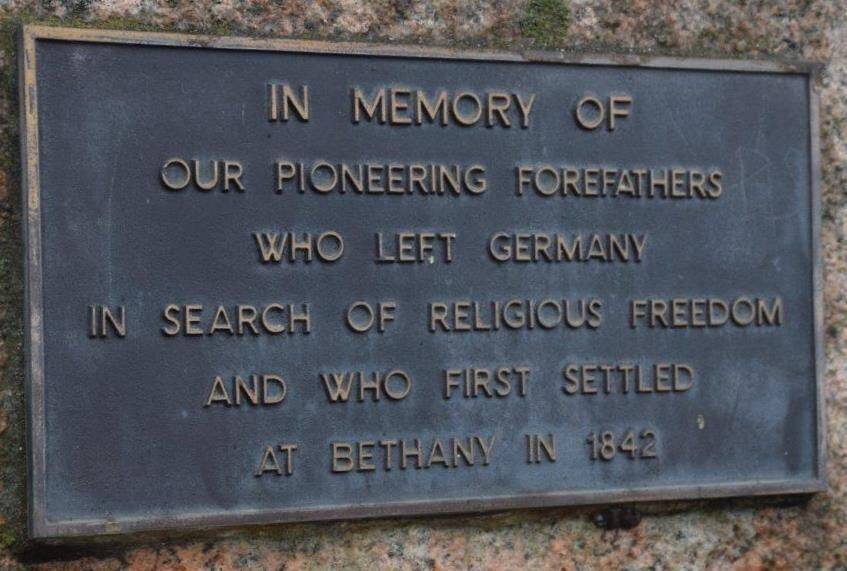 IN MEMORY OF
OUR PIONEERING FOREFATHERS
WHO LEFT GERMANY
IN SEARCH OF RELIGIOUS FREEDOM
AND WHO FIRST SETTLED
AT BETHANY IN 1842